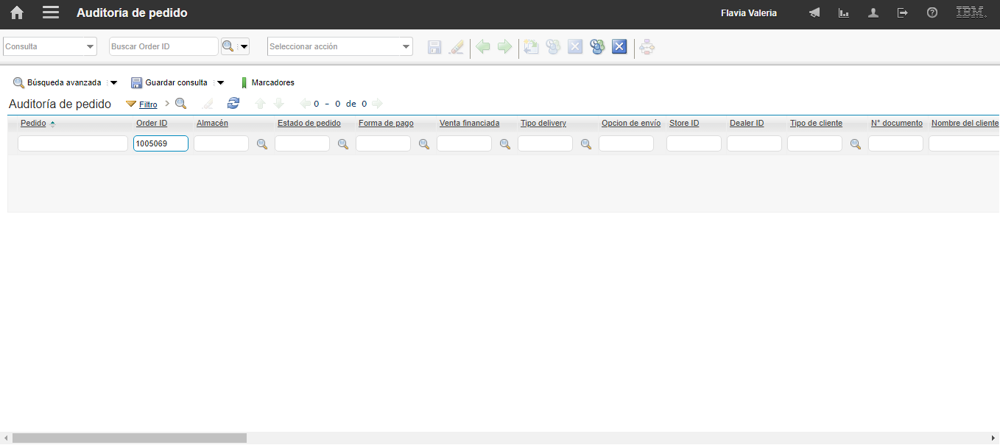 Auditoría de pedido Flavia Valeria IBM.
Consulta Buscar Order ID Seleccionar acción
Búsqueda avanzada Guardar consulta Marcadores
Auditoría de pedido Filtro 0 - 0 de 0
Pedido Order ID Almacén Estado de pedido Forma de pago Venta financiada Tipo delivery Opcion de envío Store ID Dealer ID Tipo de cliente N° documento Nombre del cliente
1005069